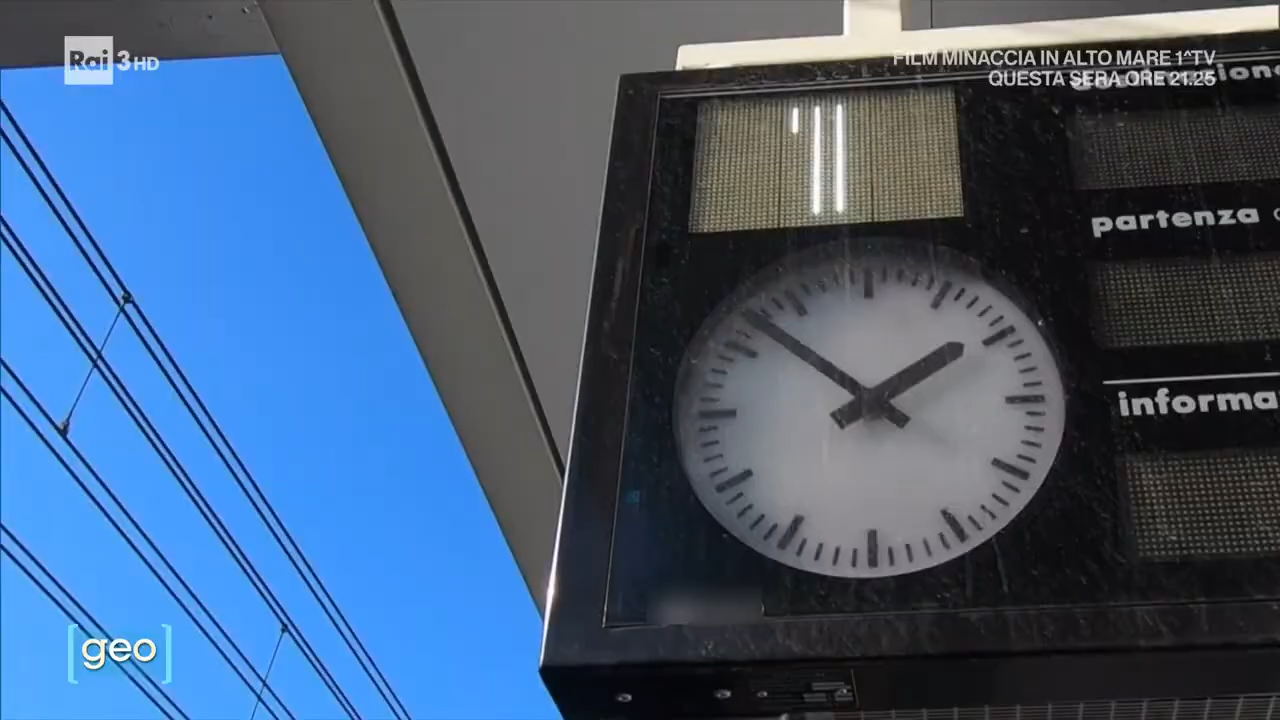 Rai 3 HD
FILM MINACCIA IN ALTO MARE 1^TV
QUESTA SERA ORE 21.25
partenza
informa
[geo]